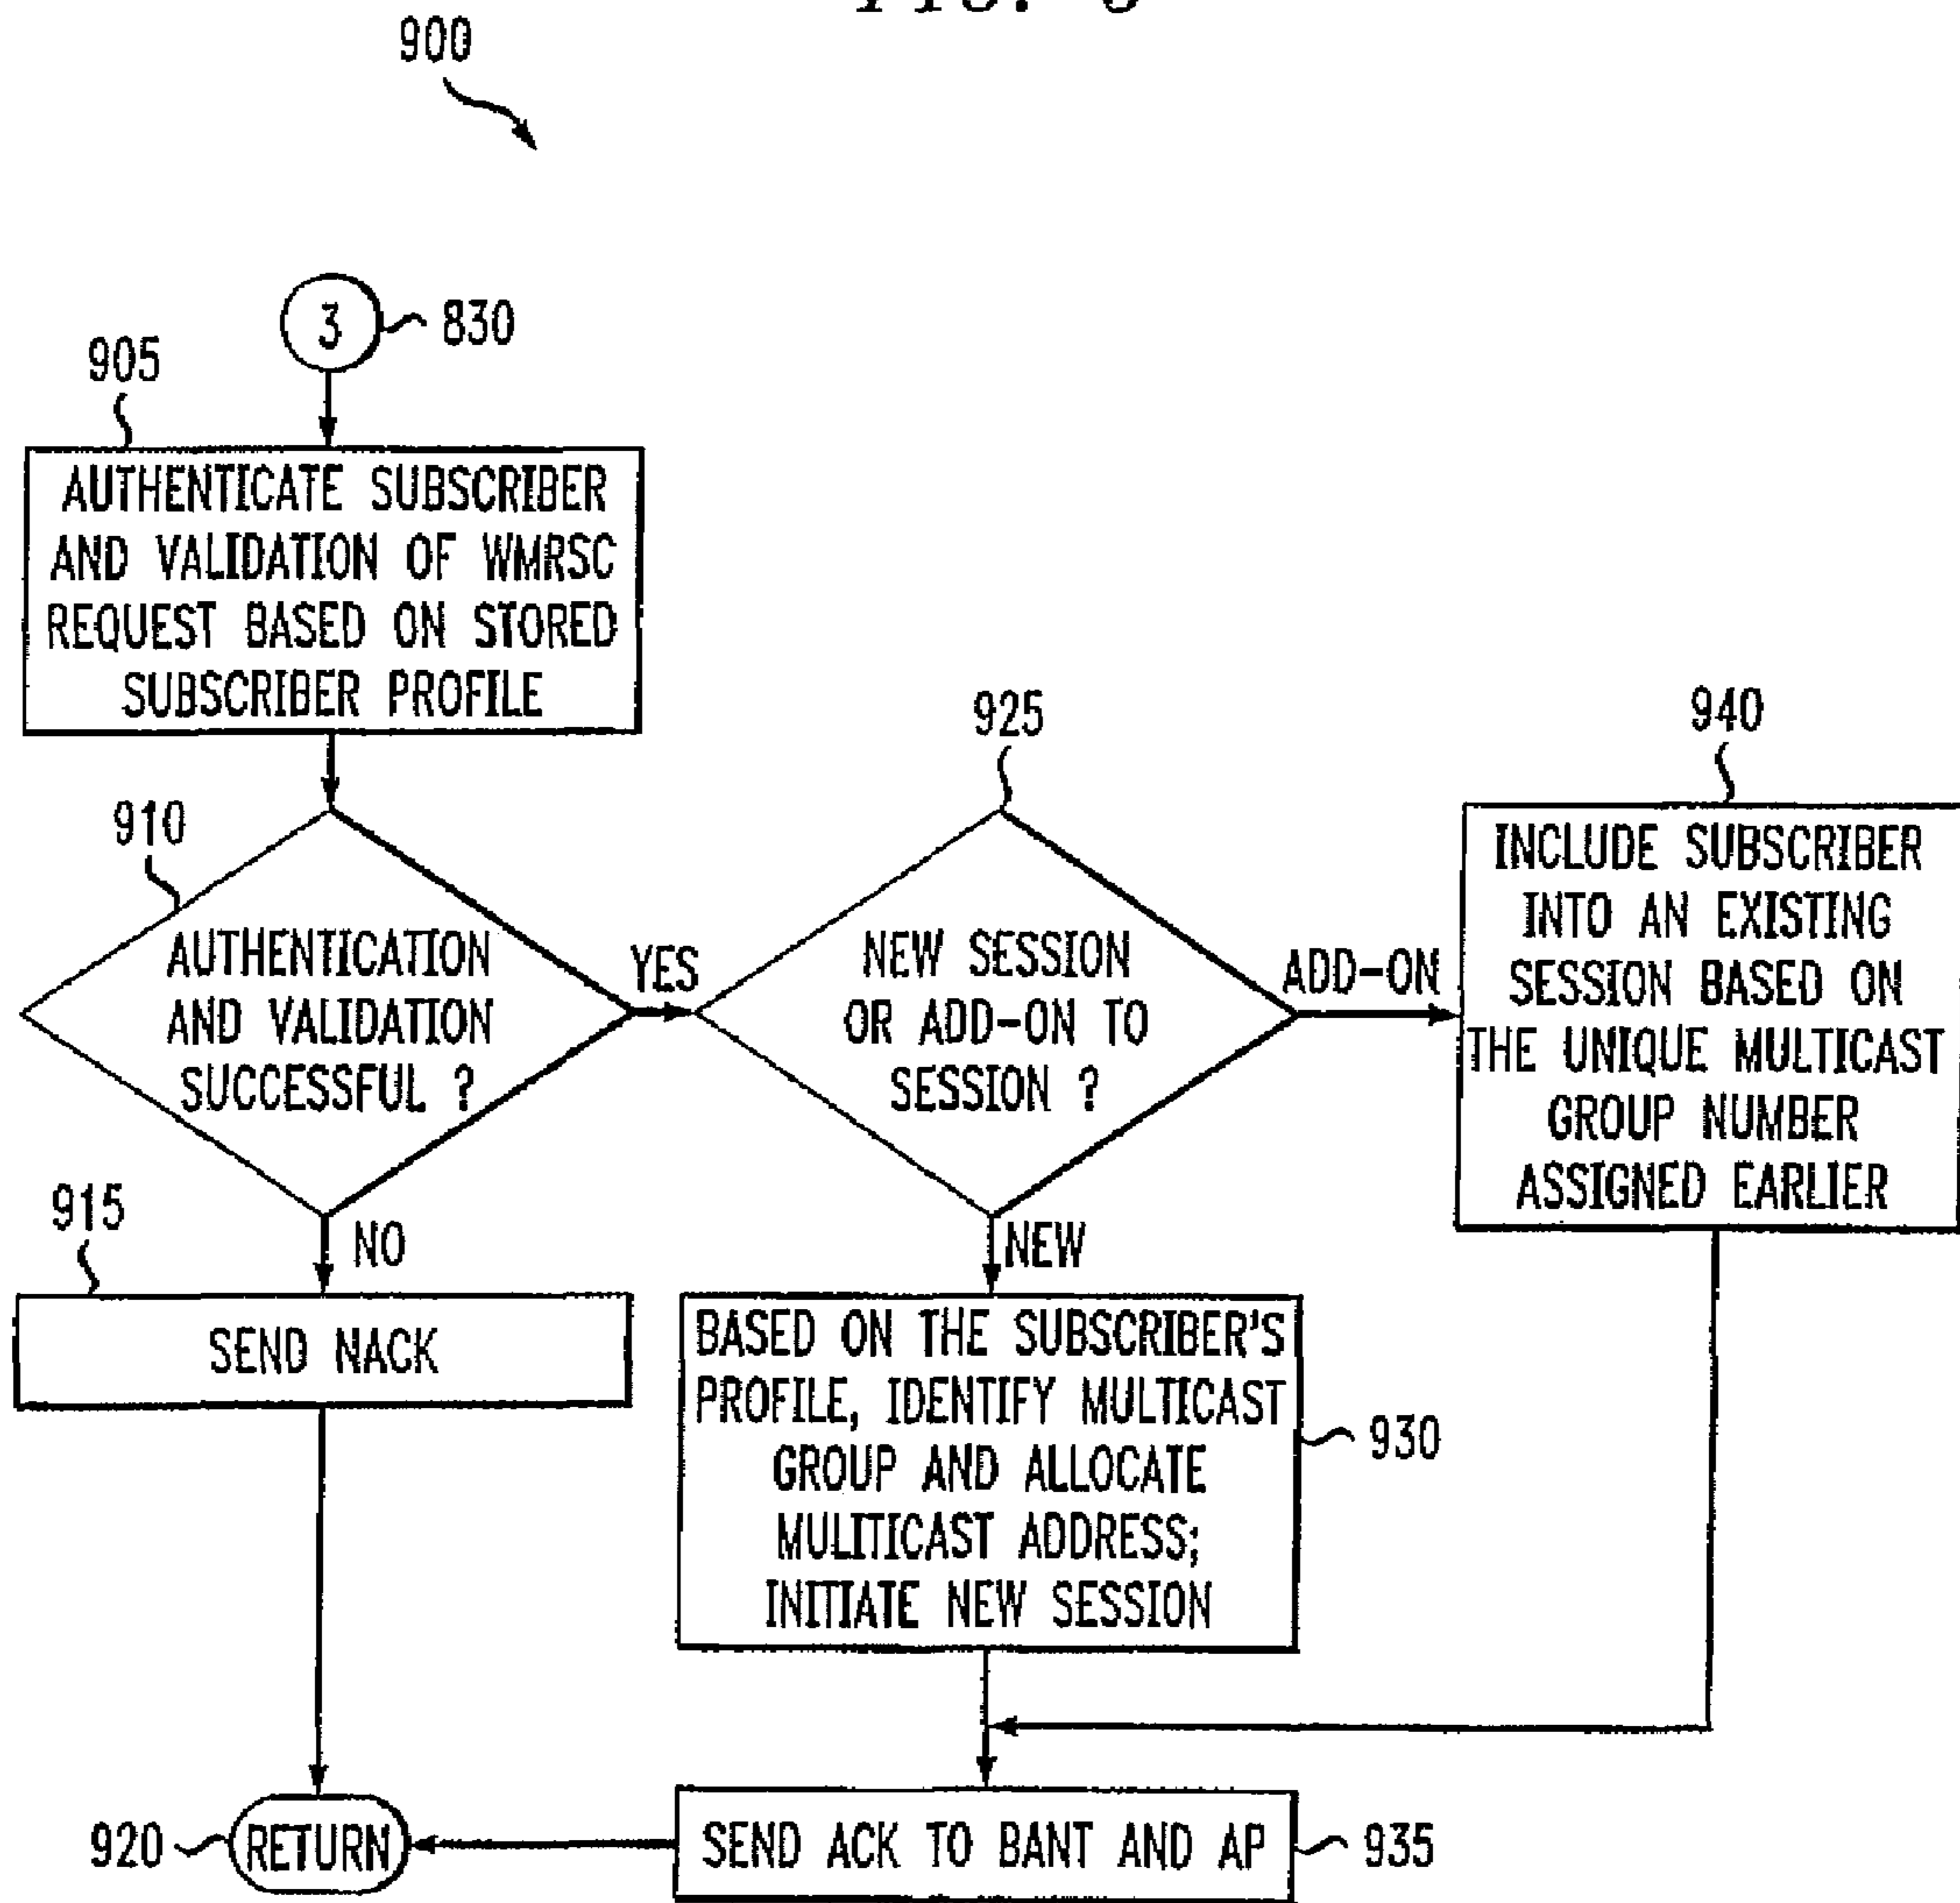 900
3
830
905
AUTHENTICATE SUBSCRIBER
AND VALIDATION OF WMRSC
REQUEST BASED ON STORED
SUBSCRIBER PROFILE
910
AUTHENTICATION
AND VALIDATION
SUCCESSFUL ?
YES
NO
925
NEW SESSION
OR ADD-ON TO
SESSION ?
ADD-ON
NEW
940
INCLUDE SUBSCRIBER
INTO AN EXISTING
SESSION BASED ON
THE UNIQUE MULTICAST
GROUP NUMBER
ASSIGNED EARLIER
915
SEND NACK
BASED ON THE SUBSCRIBER'S
PROFILE, IDENTIFY MULTICAST
GROUP AND ALLOCATE
MULITICAST ADDRESS;
INITIATE NEW SESSION
930
920
RETURN
SEND ACK TO BANT AND AP
935